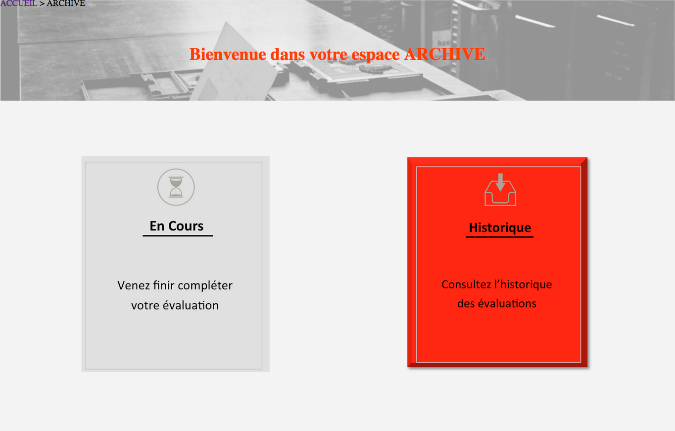 ACCUEIL > ARCHIVE
Bienvenue dans votre espace ARCHIVE
En Cours
Venez finir compléter
votre évaluation
Historique
Consultez l’historique
des évaluations